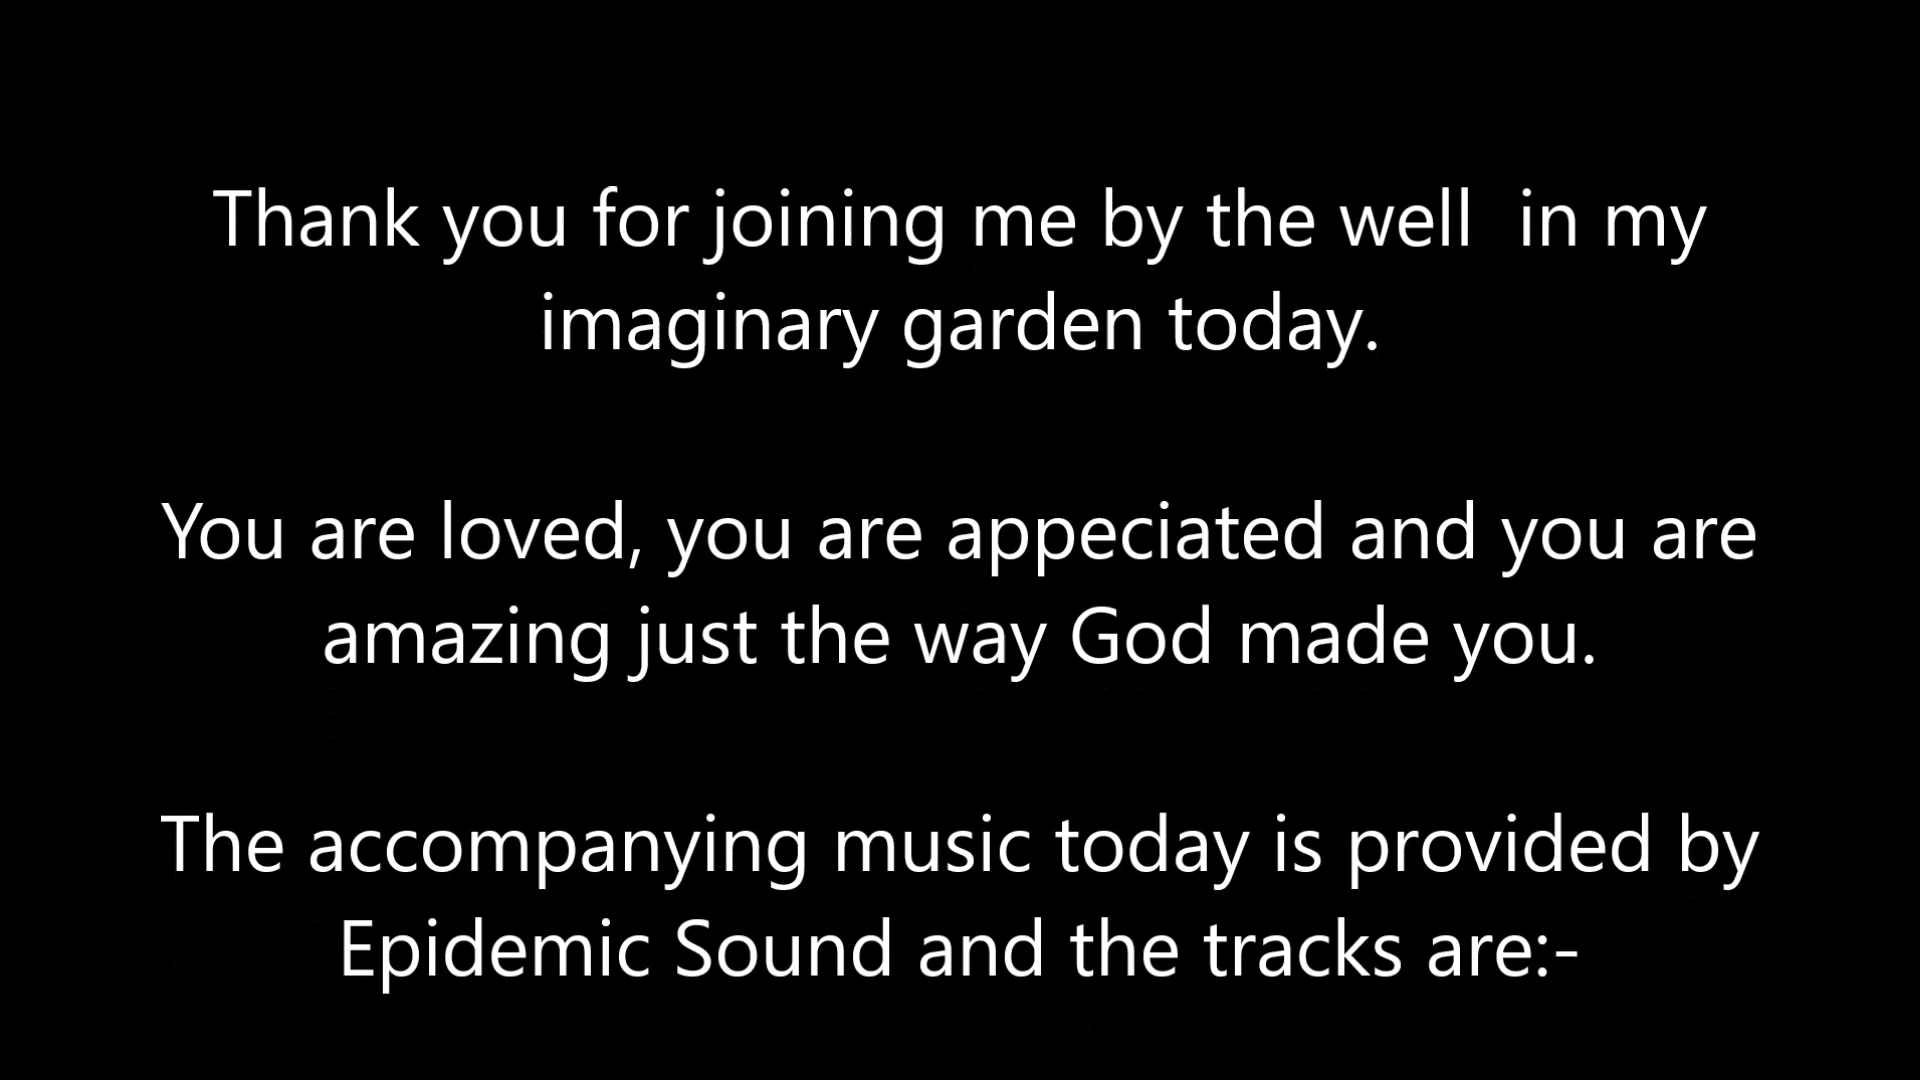 Thank you for joining me by the well  in my
imaginary garden today.
You are loved, you are appeciated and you are
amazing just the way God made you.
The accompanying music today is provided by
Epidemic Sound and the tracks are:-